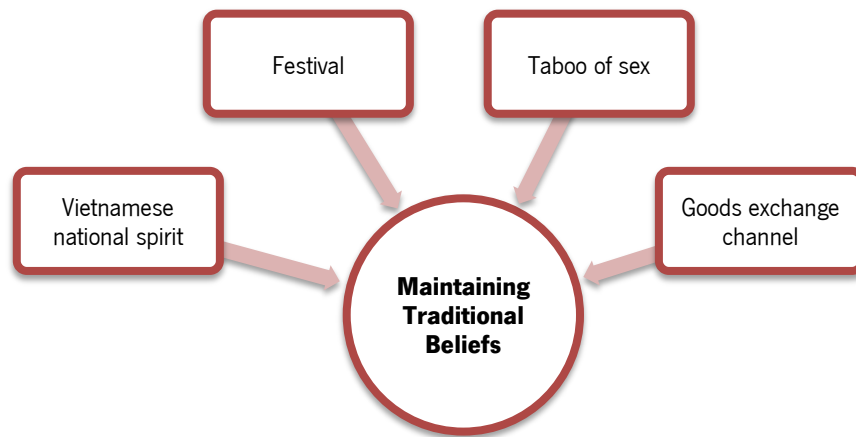 Festival
Taboo of sex
Vietnamese
national spirit
Goods exchange
channel
Maintaining
Traditional
Beliefs